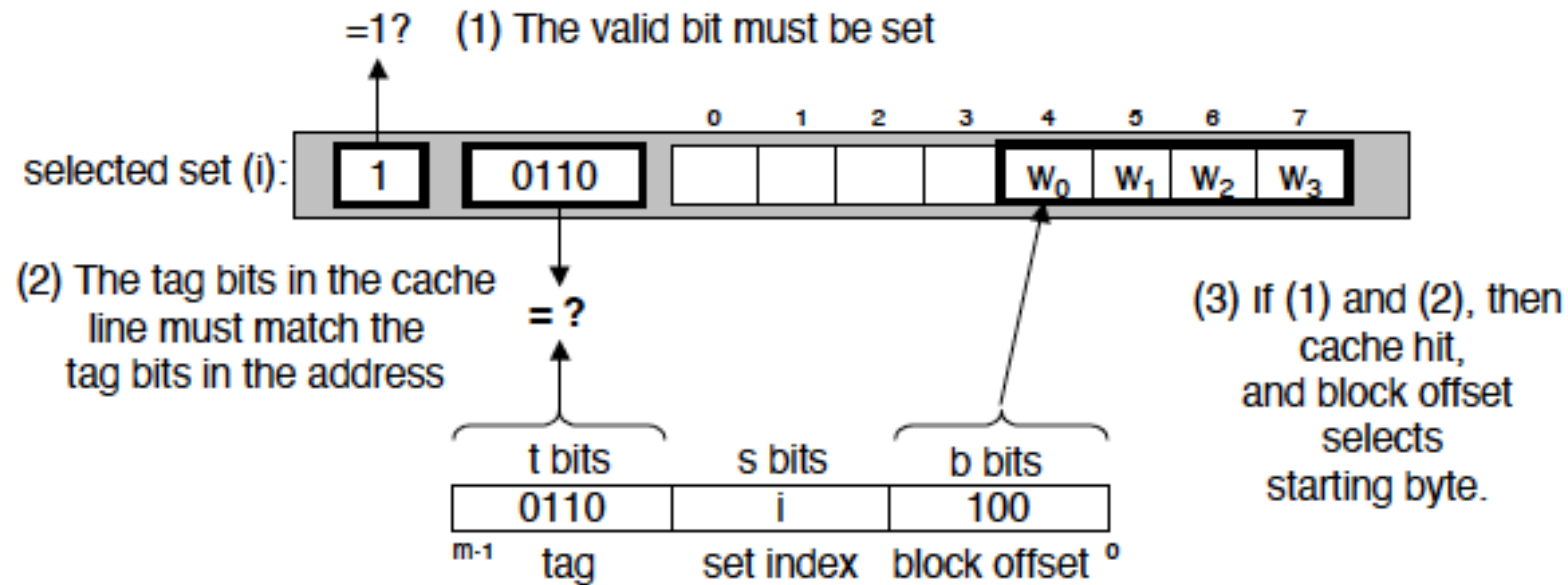 =1? (1) The valid bit must be set
0 1 2 3 4 5 6 7
selected set (i): 1 0110 w0 w1 w2 w3
(2) The tag bits in the cache
line must match the
tag bits in the address
= ?
(3) If (1) and (2), then
cache hit,
and block offset
selects
starting byte.
t bits s bits b bits
0110 i 100
m-1 tag set index block offset 0